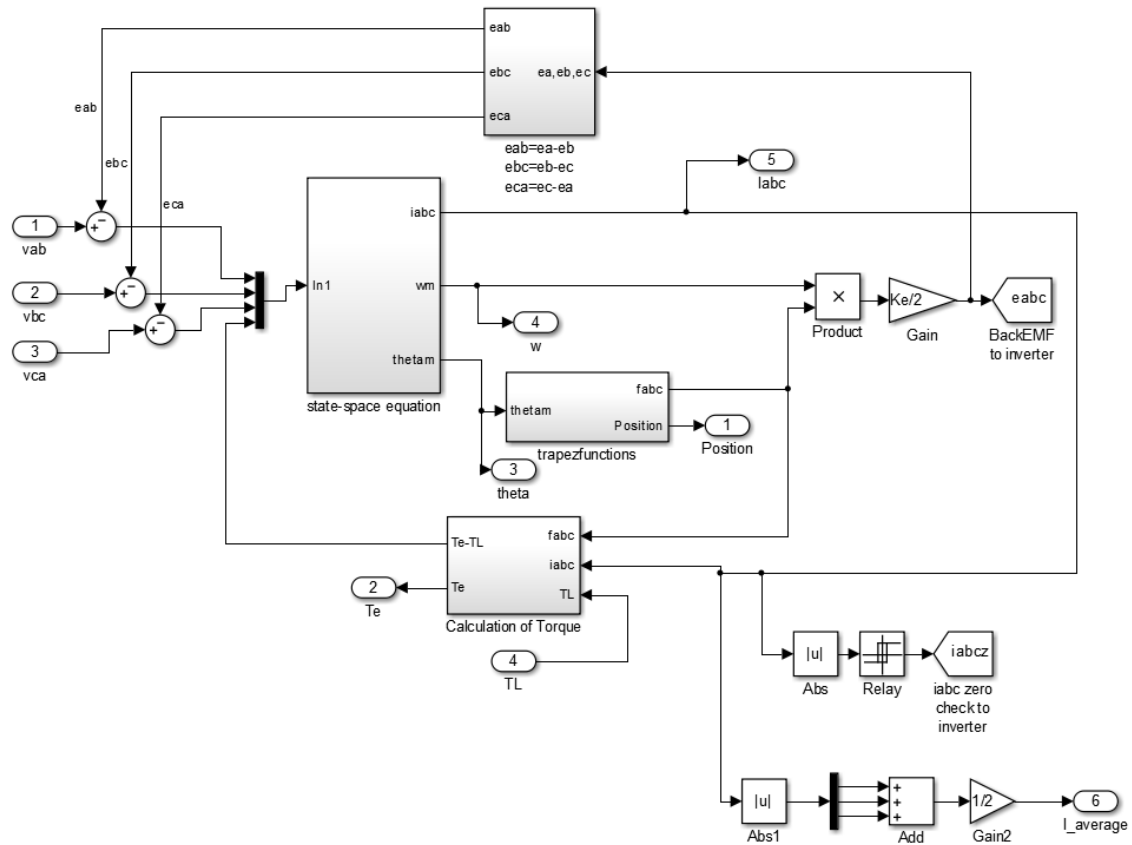 eab
ebc
eca
ea,eb,ec
eab=ea-eb
ebc=eb-ec
eca=ec-ea
eab
ebc
eca
5
Iabc
1
vab
+
−
2
vbc
+
−
3
vca
+
−
In1
iabc
wm
thetam
state-space equation
4
w
×
Product
Ke/2
Gain
eabc
BackEMF
to inverter
thetam
fabc
Position
trapezfunctions
1
Position
3
theta
Te-TL
Te
fabc
iabc
TL
Calculation of Torque
2
Te
4
TL
|u|
Abs
Relay
iabcz
iabc zero
check to
inverter
|u|
Abs1
+
+
+
Add
1/2
Gain2
6
I_average